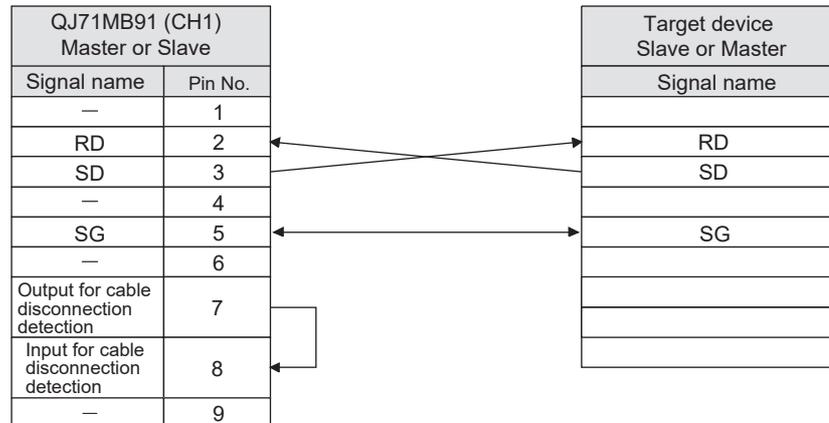 QJ71MB91 (CH1)
Master or Slave
Signal name Pin No.
— 1
RD 2
SD 3
— 4
SG 5
— 6
Output for cable
disconnection
detection
7
Input for cable
disconnection
detection
8
— 9
Target device
Slave or Master
Signal name
RD
SD
SG